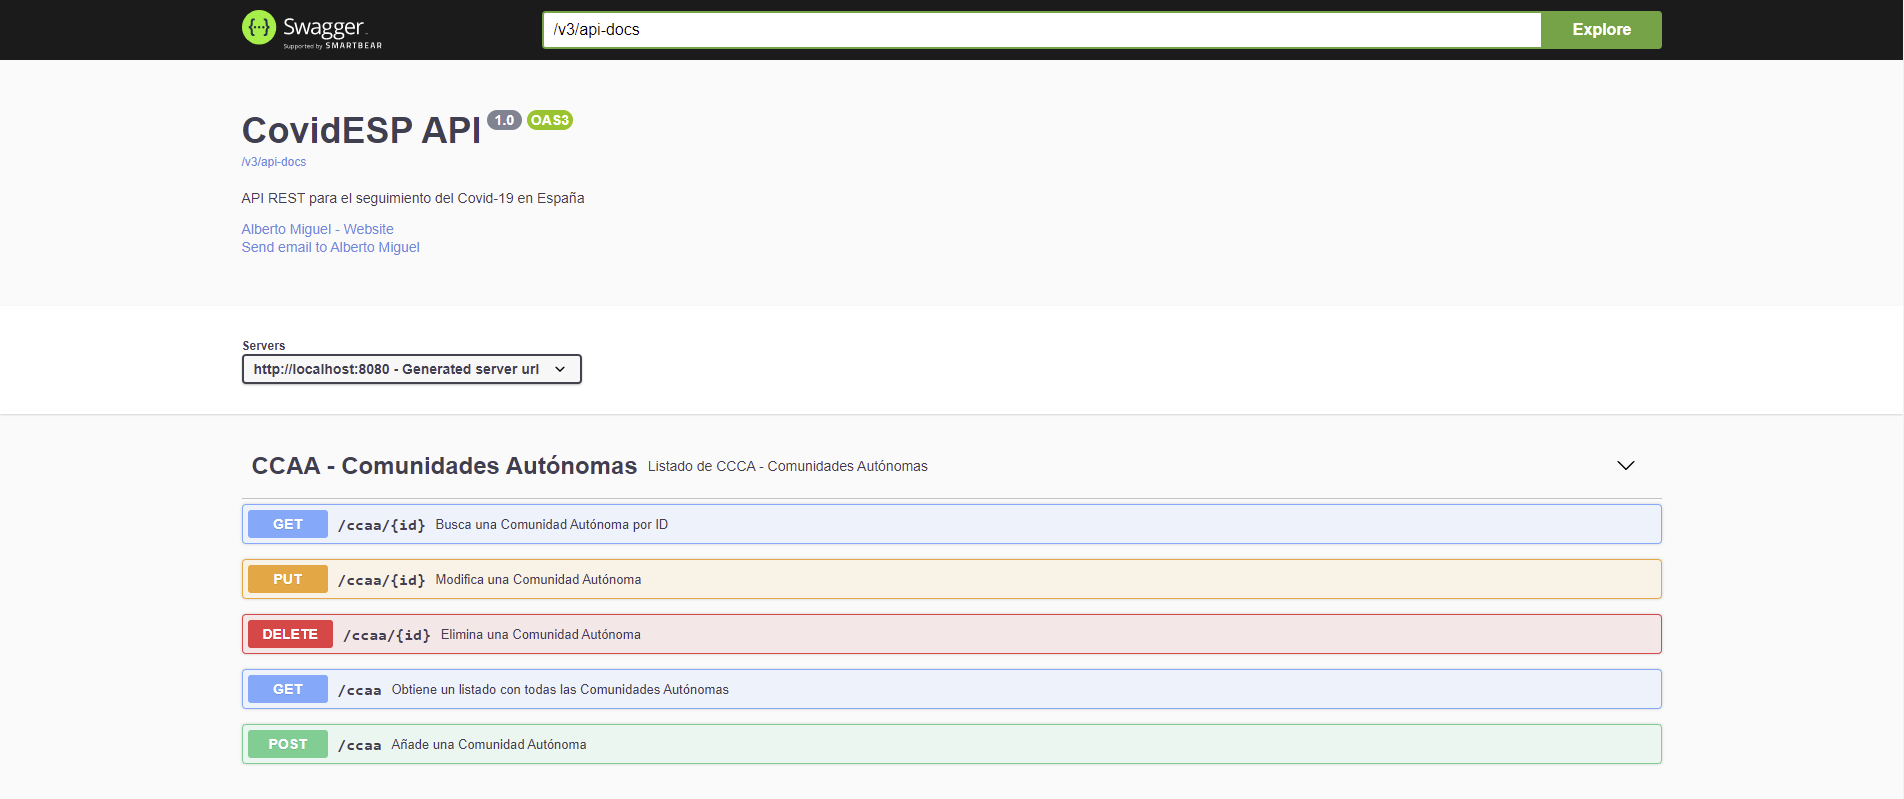 {···} Swagger
Supported by SMARTBEAR
/v3/api-docs
Explore
CovidESP API 1.0 OAS3
/v3/api-docs
API REST para el seguimiento del Covid-19 en España
Alberto Miguel - Website
Send email to Alberto Miguel
Servers
http://localhost:8080 - Generated server url
CCAA - Comunidades Autónomas Listado de CCCA - Comunidades Autónomas
GET /ccaa/{id} Busca una Comunidad Autónoma por ID
PUT /ccaa/{id} Modifica una Comunidad Autónoma
DELETE /ccaa/{id} Elimina una Comunidad Autónoma
GET /ccaa Obtiene un listado con todas las Comunidades Autónomas
POST /ccaa Añade una Comunidad Autónoma